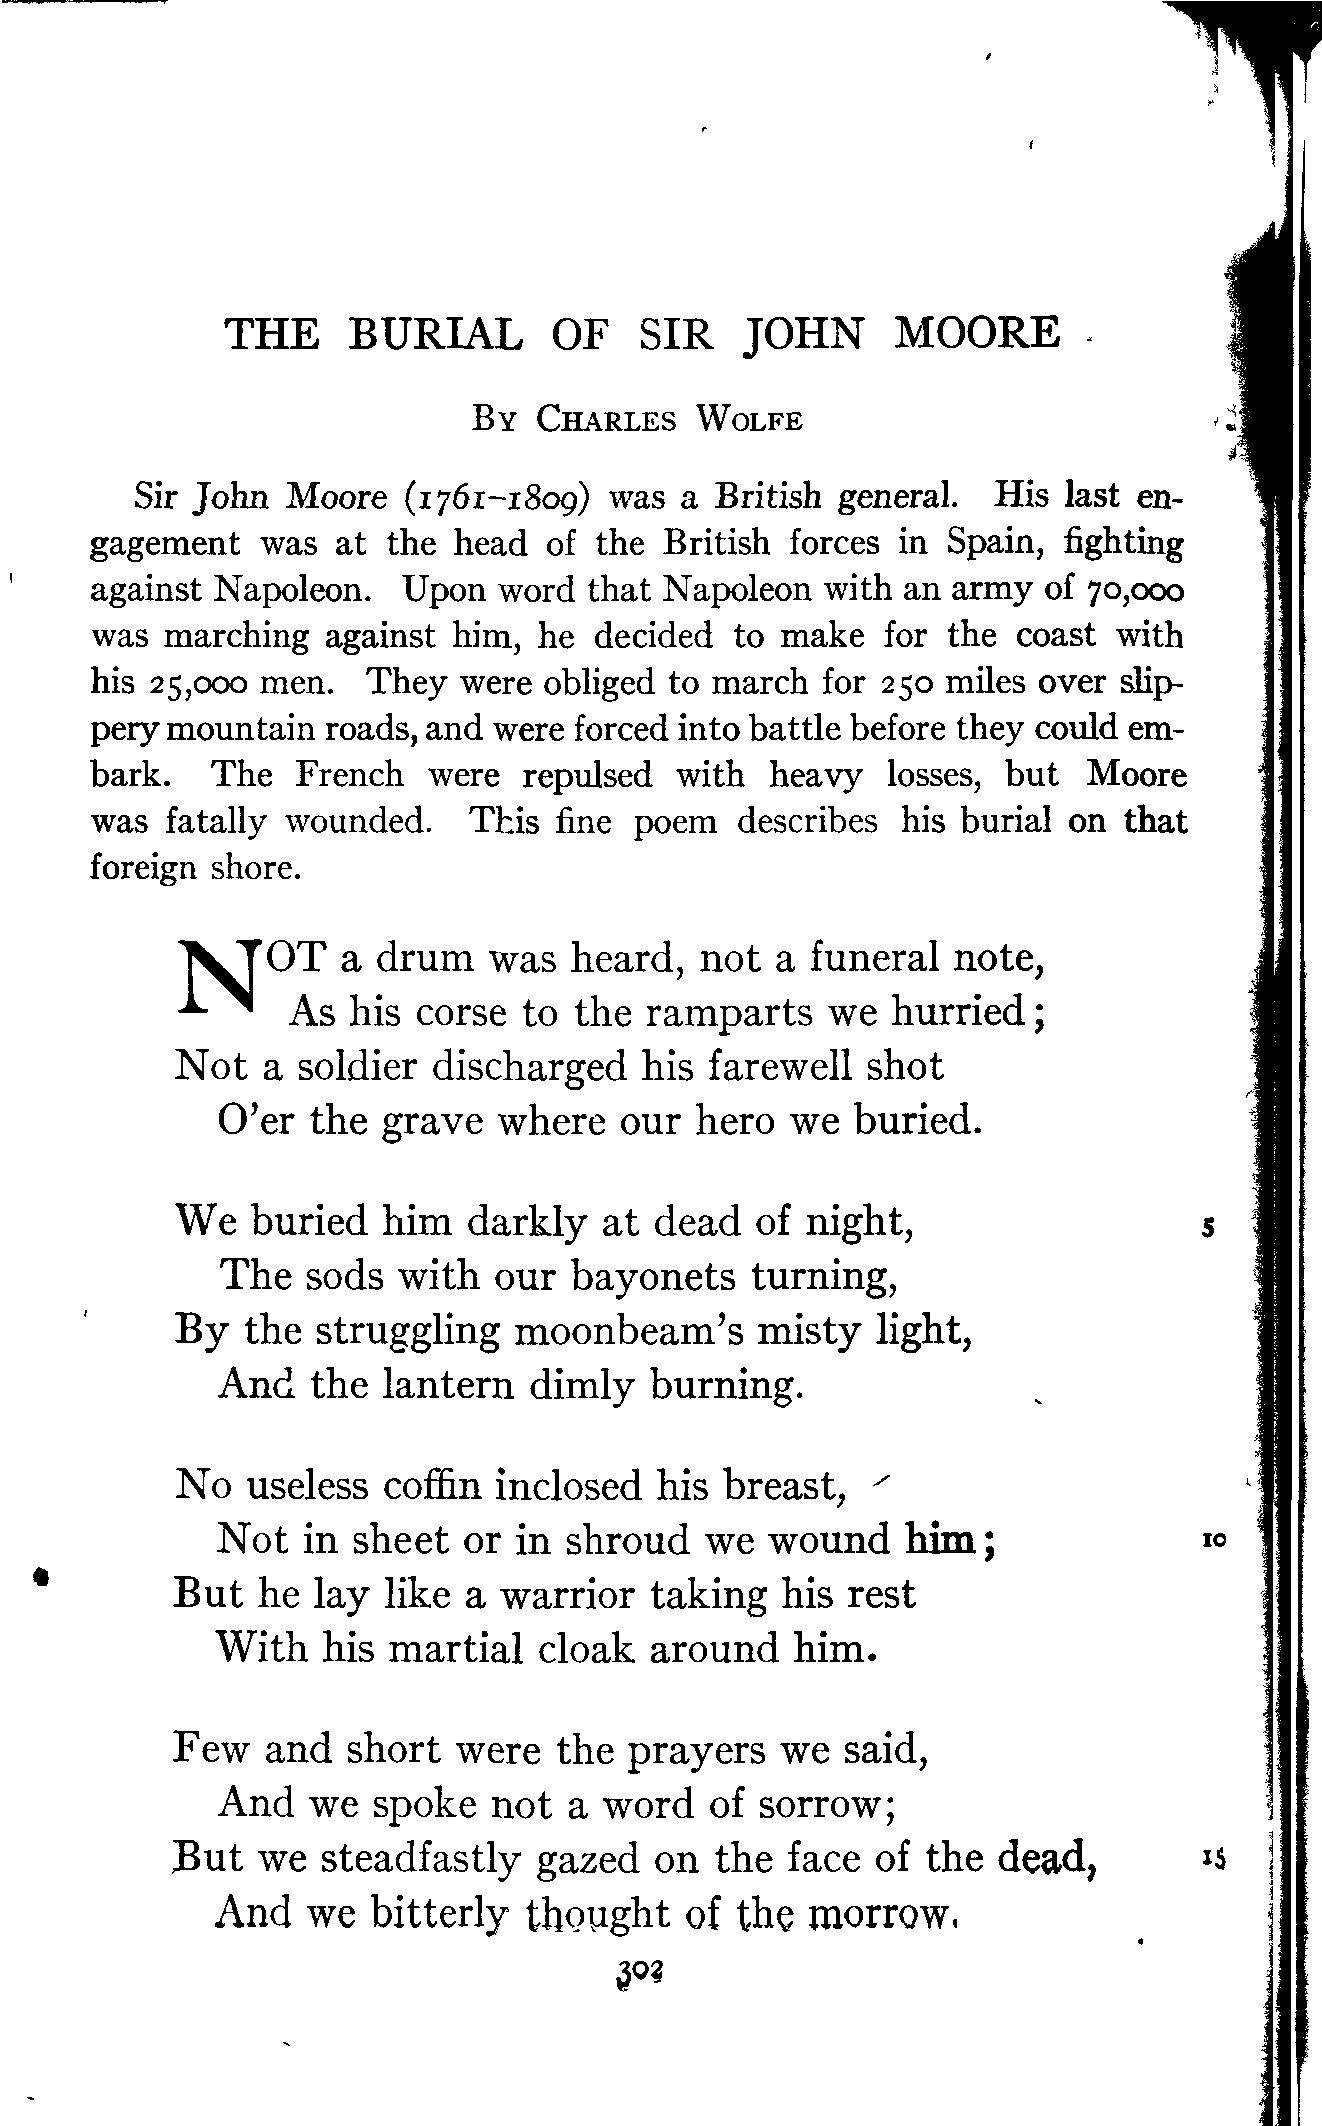 THE BURIAL OF SIR JOHN MOORE
BY CHARLES WOLFE
Sir John Moore (1761–1809) was a British general. His last en-
gagement was at the head of the British forces in Spain, fighting
against Napoleon. Upon word that Napoleon with an army of 70,000
was marching against him, he decided to make for the coast with
his 25,000 men. They were obliged to march for 250 miles over slip-
pery mountain roads, and were forced into battle before they could em-
bark. The French were repulsed with heavy losses, but Moore
was fatally wounded. This fine poem describes his burial on that
foreign shore.
NOT a drum was heard, not a funeral note,
As his corse to the ramparts we hurried;
Not a soldier discharged his farewell shot
O'er the grave where our hero we buried.
We buried him darkly at dead of night, 5
The sods with our bayonets turning,
By the struggling moonbeam's misty light,
And the lantern dimly burning.
No useless coffin inclosed his breast,
Not in sheet or in shroud we wound him; 10
But he lay like a warrior taking his rest
With his martial cloak around him.
Few and short were the prayers we said,
And we spoke not a word of sorrow;
But we steadfastly gazed on the face of the dead, 15
And we bitterly thought of the morrow.
302